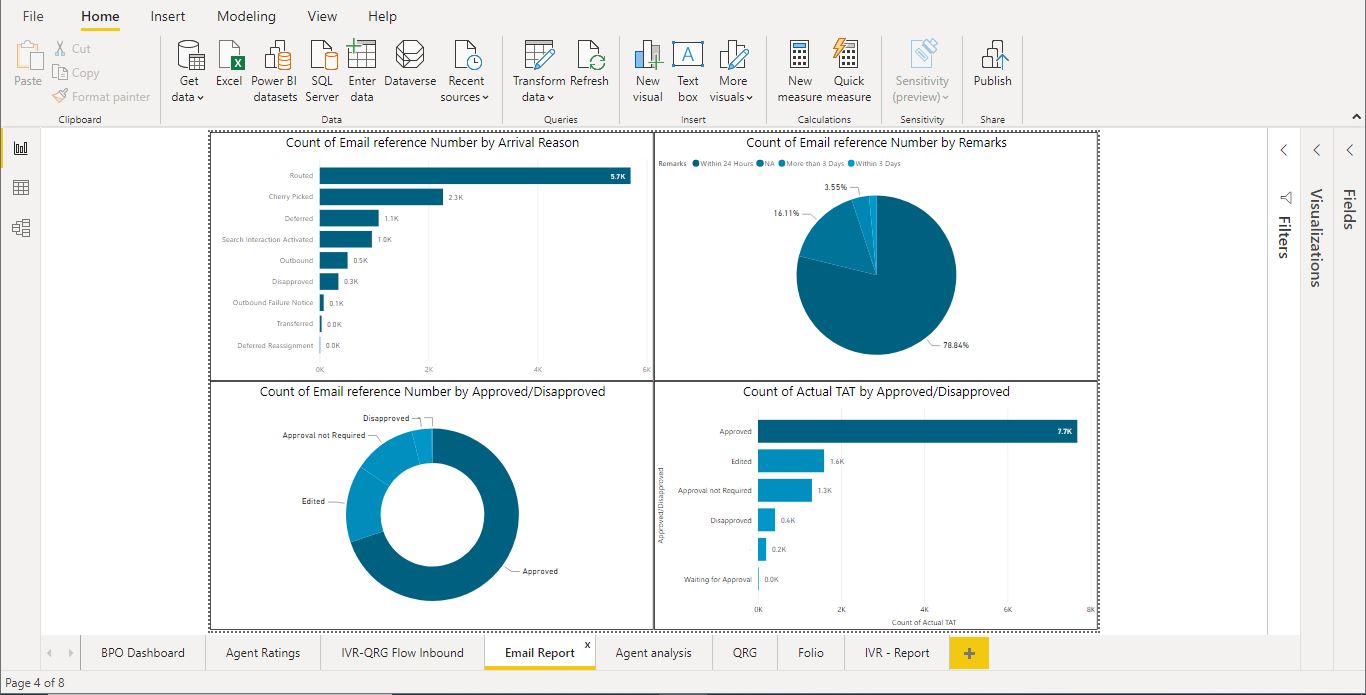 File Home Insert Modeling View Help
Paste
Cut
Copy
Format painter
Clipboard
Get data
Excel
Power BI datasets
SQL Server
Enter data
Dataverse
Recent sources
Data
Transform data
Refresh
Queries
New visual
A
Text box
More visuals
Insert
New measure
Quick measure
Calculations
Sensitivity (preview)
Sensitivity
Publish
Share
Count of Email reference Number by Arrival Reason
Routed 5.7K
Cherry Picked 2.3K
Deferred 1.1K
Search Interaction Activated 1.0K
Outbound 0.5K
Disapproved 0.3K
Outbound Failure Notice 0.1K
Transferred 0.0K
Deferred Reassignment 0.0K
0K 2K 4K 6K
Count of Email reference Number by Remarks
Remarks Within 24 Hours NA More than 3 Days Within 3 Days
3.55%
16.11%
78.84%
Count of Email reference Number by Approved/Disapproved
Disapproved
Approval not Required
Edited
Approved
Count of Actual TAT by Approved/Disapproved
Approved/Disapproved
Approved 7.7K
Edited 1.6K
Approval not Required 1.3K
Disapproved 0.4K
- 0.2K
Waiting for Approval 0.0K
0K 2K 4K 6K 8K
Count of Actual TAT
Filters
Visualizations
Fields
BPO Dashboard Agent Ratings IVR-QRG Flow Inbound Email Report x Agent analysis QRG Folio IVR - Report +
Page 4 of 8